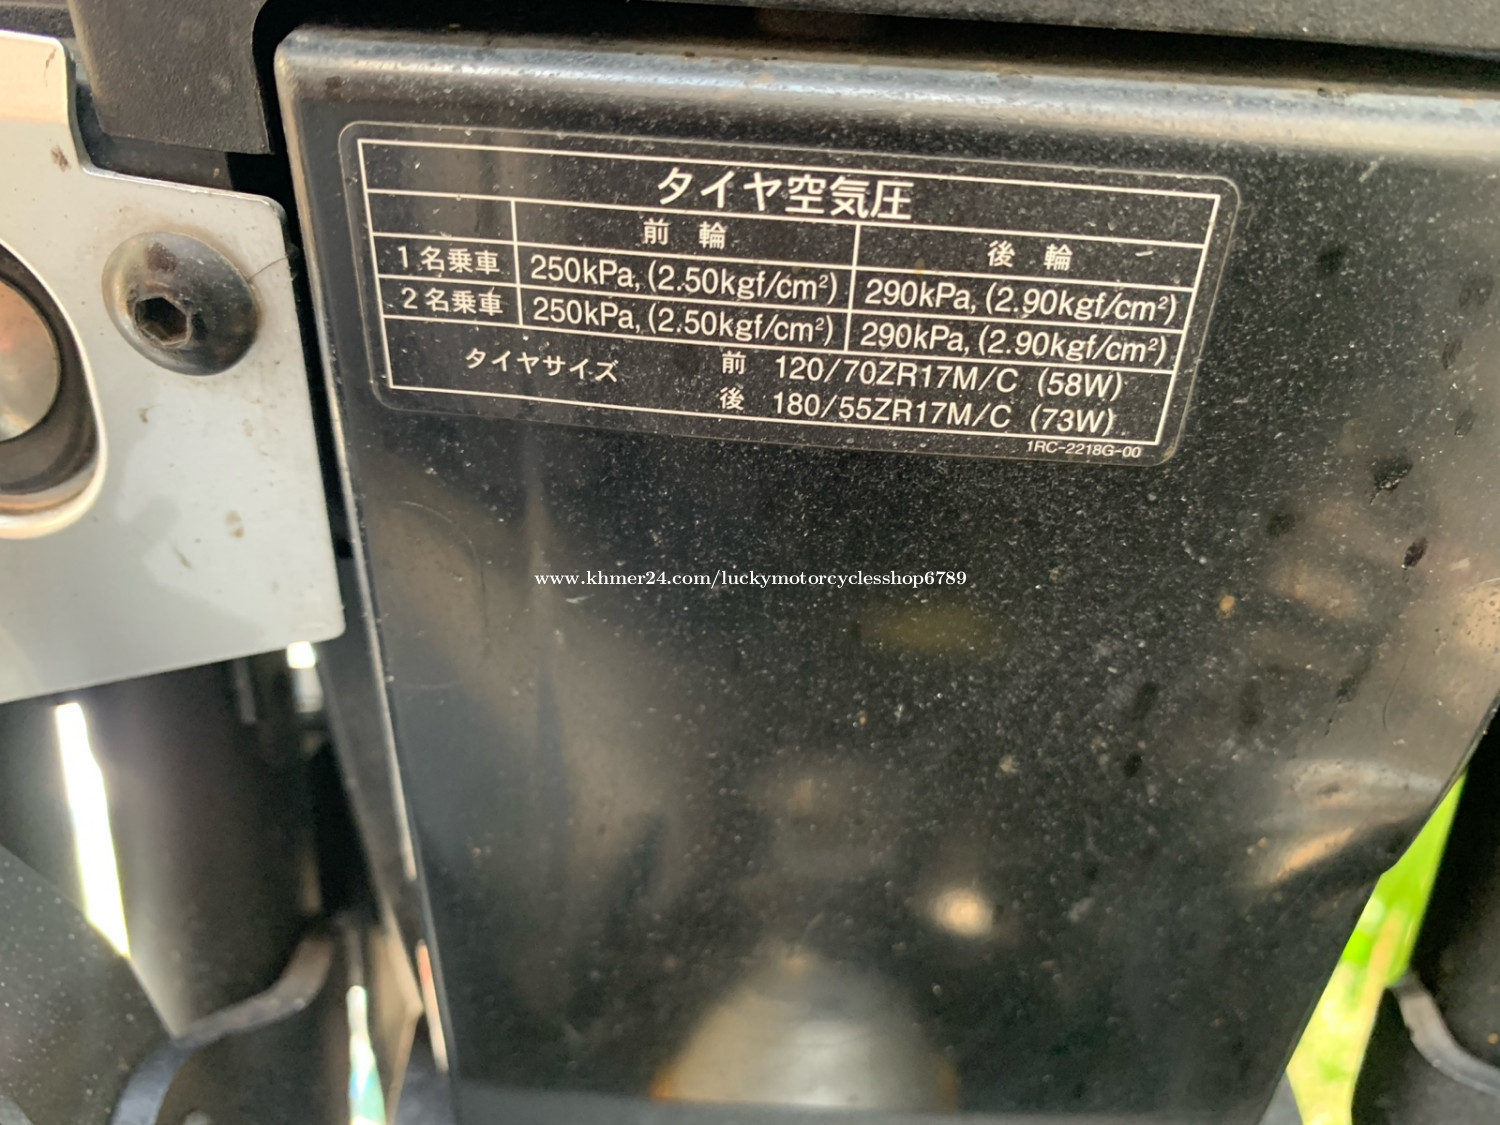 タイヤ空気圧
前 輪 後 輪
1名乗車 250kPa, (2.50kgf/cm²) 290kPa, (2.90kgf/cm²)
2名乗車 250kPa, (2.50kgf/cm²) 290kPa, (2.90kgf/cm²)
タイヤサイズ 前 120/70ZR17M/C (58W)
後 180/55ZR17M/C (73W)
1RC-2218G-00
www.khmer24.com/luckymotorcyclesshop6789